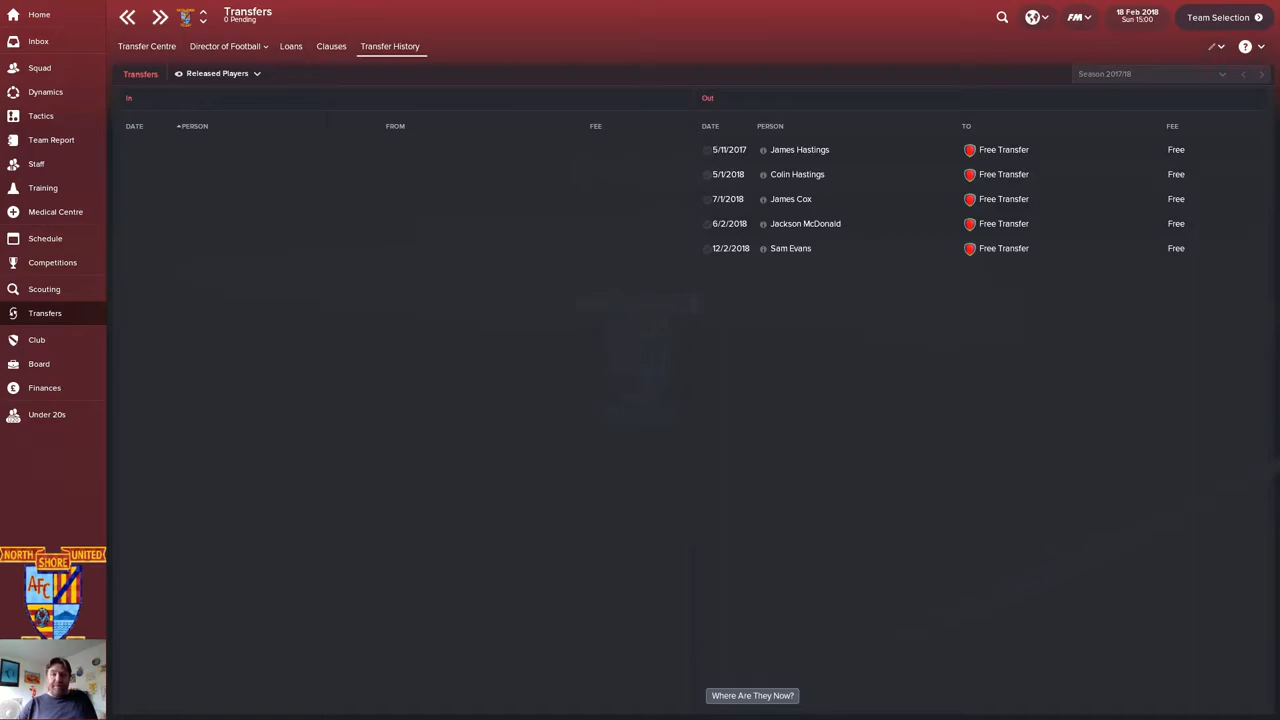 Home
Inbox
Squad
Dynamics
Tactics
Team Report
Staff
Training
Medical Centre
Schedule
Competitions
Scouting
Transfers
Club
Board
Finances
Under 20s
NORTH SHORE UNITED
AFC
Transfers
0 Pending
FM
18 Feb 2018
Sun 15:00
Team Selection
Transfer Centre Director of Football Loans Clauses Transfer History
?
Transfers Released Players Season 2017/18
In
DATE PERSON FROM FEE
Out
DATE PERSON TO FEE
5/11/2017 James Hastings Free Transfer Free
5/1/2018 Colin Hastings Free Transfer Free
7/1/2018 James Cox Free Transfer Free
6/2/2018 Jackson McDonald Free Transfer Free
12/2/2018 Sam Evans Free Transfer Free
Where Are They Now?